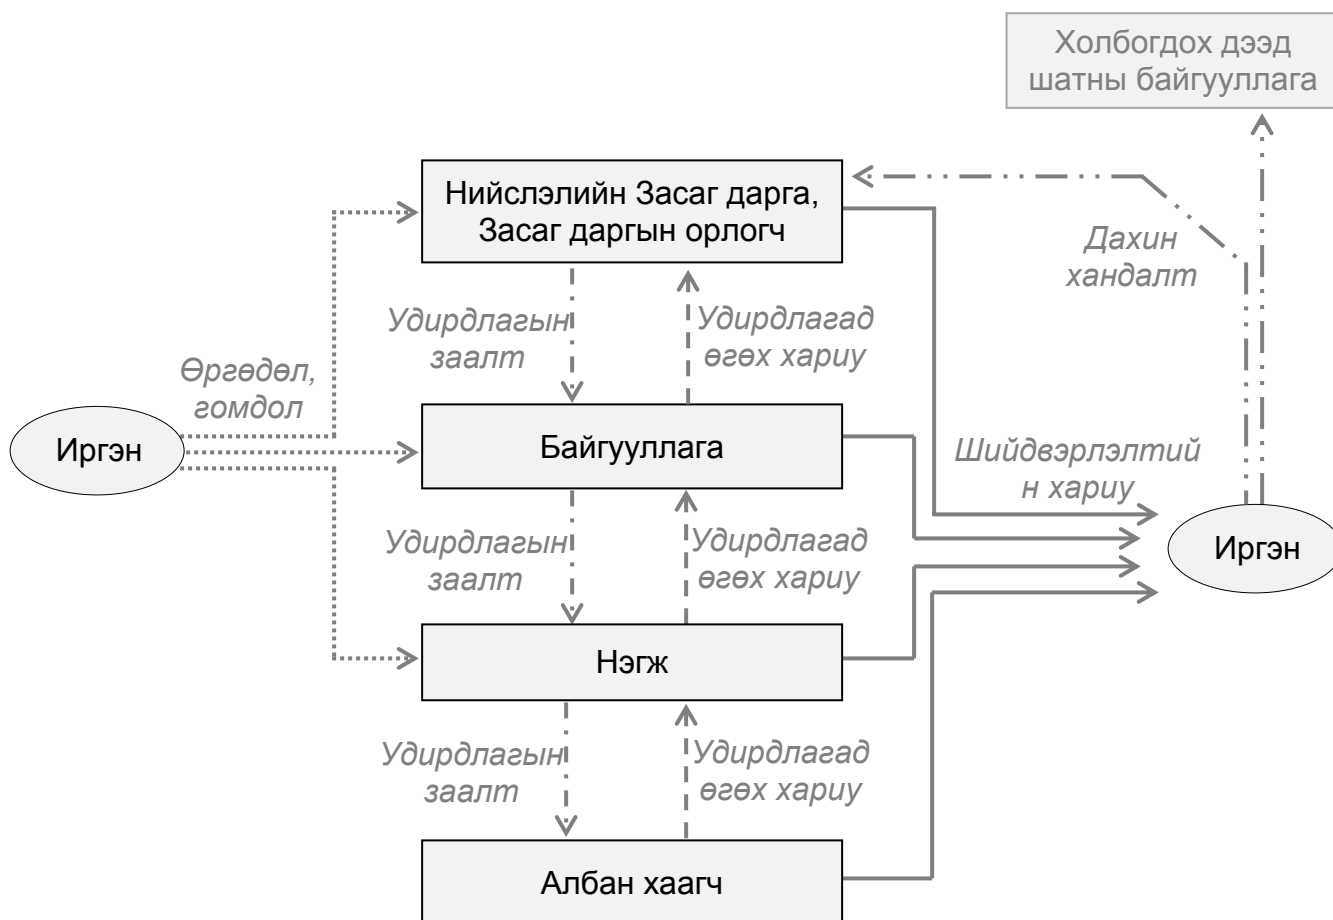 Холбогдох дээд
шатны байгууллага
Нийслэлийн Засаг дарга,
Засаг даргын орлогч
Дахин
хандалт
Удирдлагын
заалт
Удирдлагад
өгөх хариу
Өргөдөл,
гомдол
Иргэн
Байгууллага
Шийдвэрлэлтий
н хариу
Удирдлагын
заалт
Удирдлагад
өгөх хариу
Иргэн
Нэгж
Удирдлагын
заалт
Удирдлагад
өгөх хариу
Албан хаагч